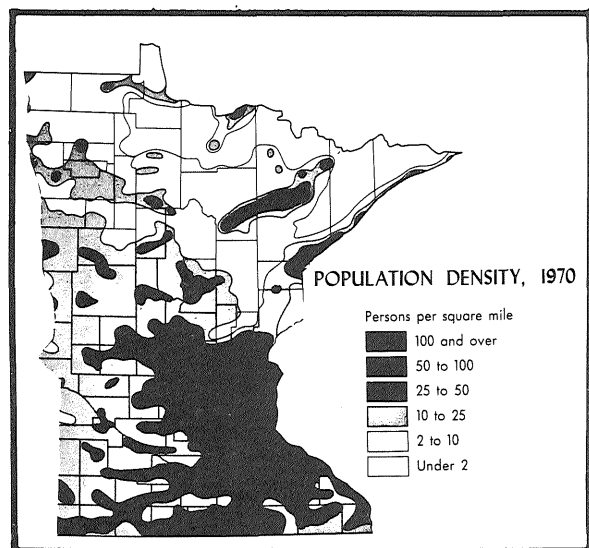 POPULATION DENSITY, 1970
Persons per square mile
100 and over
50 to 100
25 to 50
10 to 25
2 to 10
Under 2